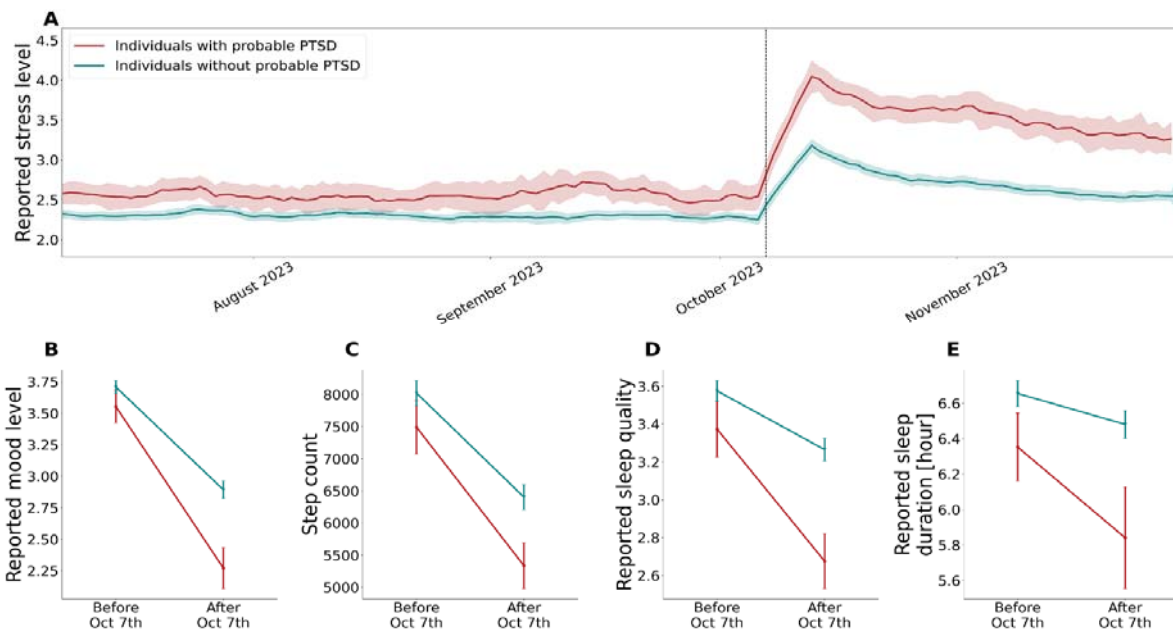 A
Reported stress level
4.5
4.0
3.5
3.0
2.5
2.0
Individuals with probable PTSD
Individuals without probable PTSD
August 2023
September 2023
October 2023
November 2023
B
Reported mood level
3.75
3.50
3.25
3.00
2.75
2.50
2.25
Before
Oct 7th
After
Oct 7th
C
Step count
8000
7500
7000
6500
6000
5500
5000
Before
Oct 7th
After
Oct 7th
D
Reported sleep quality
3.6
3.4
3.2
3.0
2.8
2.6
Before
Oct 7th
After
Oct 7th
E
Reported sleep
duration [hour]
6.6
6.4
6.2
6.0
5.8
5.6
Before
Oct 7th
After
Oct 7th